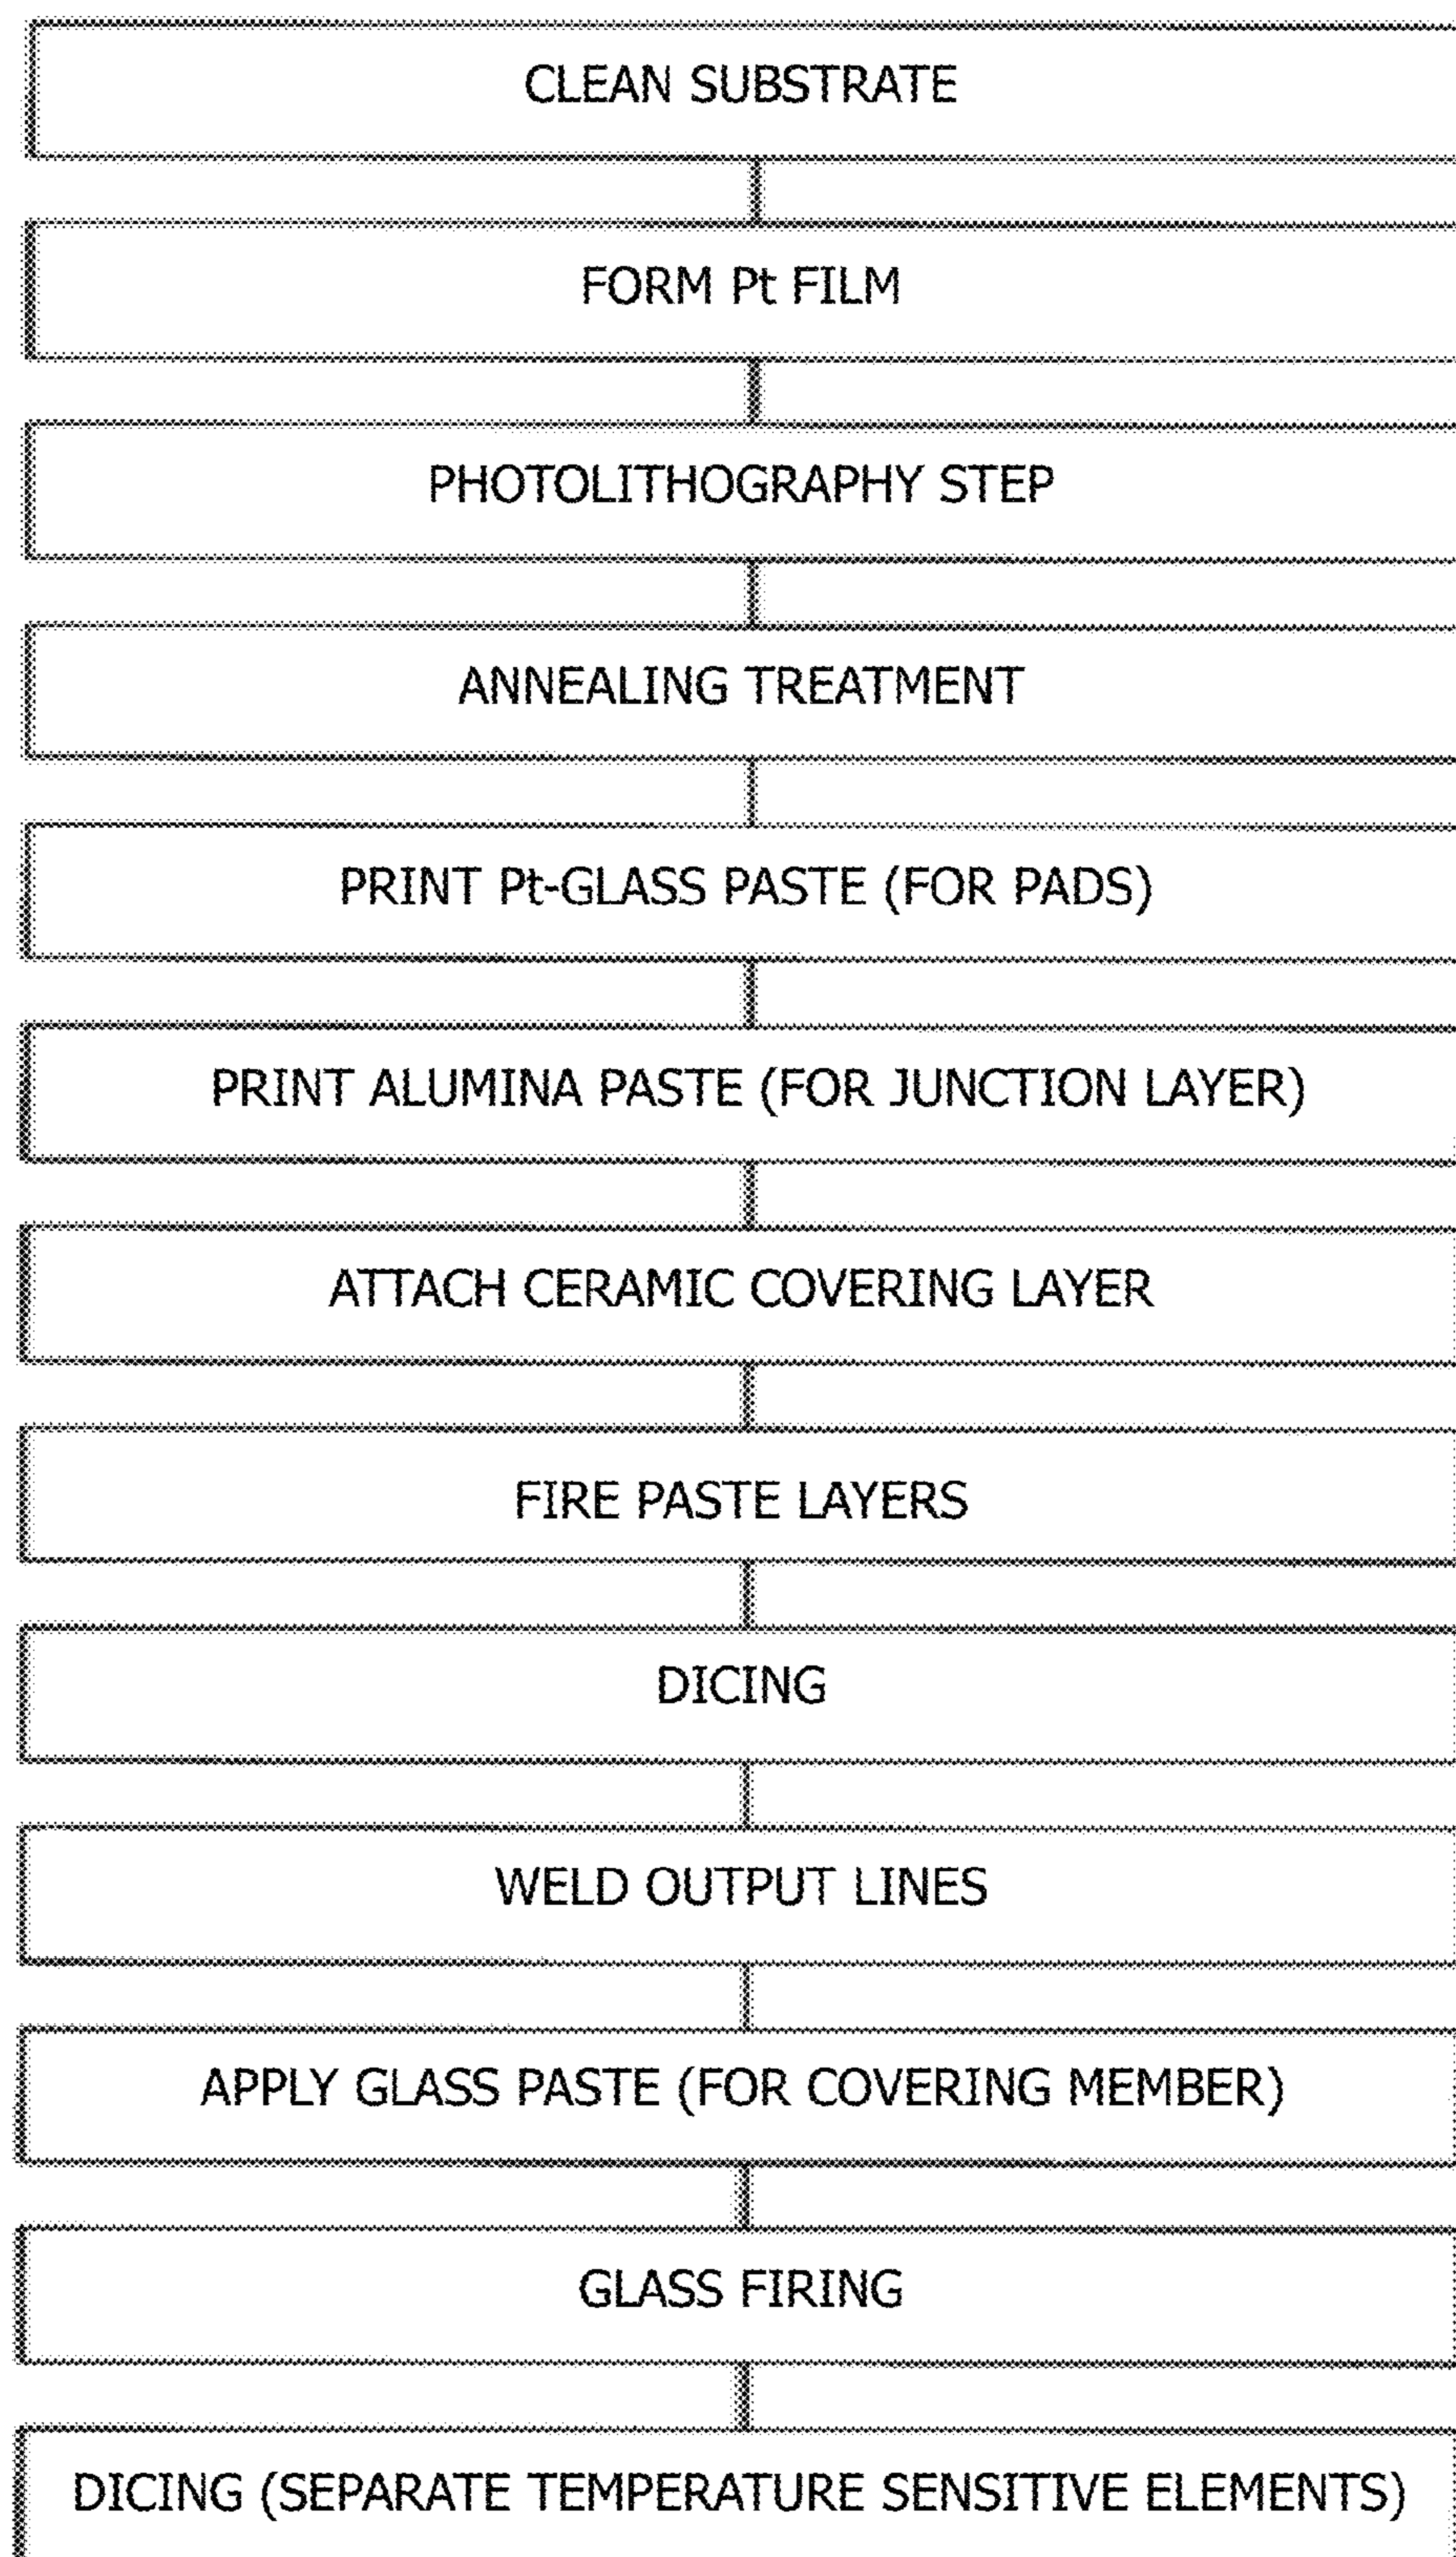 CLEAN SUBSTRATE
FORM Pt FILM
PHOTOLITHOGRAPHY STEP
ANNEALING TREATMENT
PRINT Pt-GLASS PASTE (FOR PADS)
PRINT ALUMINA PASTE (FOR JUNCTION LAYER)
ATTACH CERAMIC COVERING LAYER
FIRE PASTE LAYERS
DICING
WELD OUTPUT LINES
APPLY GLASS PASTE (FOR COVERING MEMBER)
GLASS FIRING
DICING (SEPARATE TEMPERATURE SENSITIVE ELEMENTS)